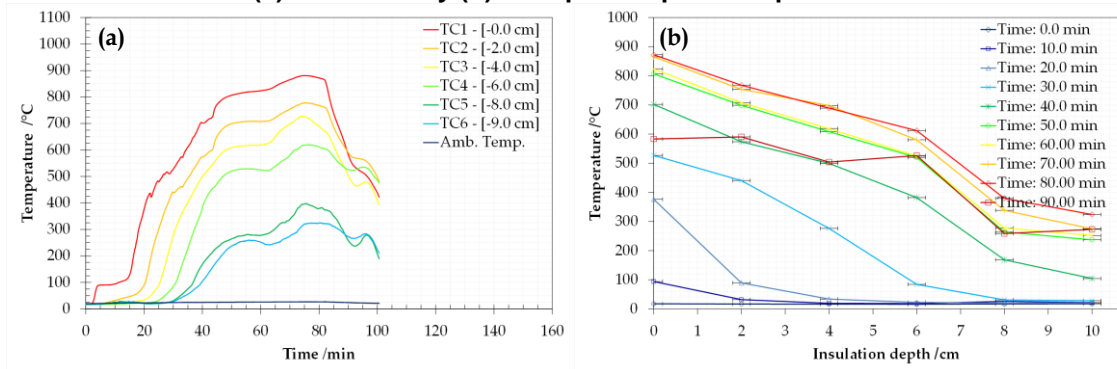 (a)
1100
1000
900
800
700
600
500
400
300
200
100
0
Temperature /°C
0 20 40 60 80 100 120 140 160
Time /min
TC1 - [-0.0 cm]
TC2 - [-2.0 cm]
TC3 - [-4.0 cm]
TC4 - [-6.0 cm]
TC5 - [-8.0 cm]
TC6 - [-9.0 cm]
Amb. Temp.
(b)
1000
900
800
700
600
500
400
300
200
100
0
Temperature /°C
0 1 2 3 4 5 6 7 8 9 10
Insulation depth /cm
Time: 0.0 min
Time: 10.0 min
Time: 20.0 min
Time: 30.0 min
Time: 40.0 min
Time: 50.0 min
Time: 60.00 min
Time: 70.00 min
Time: 80.00 min
Time: 90.00 min